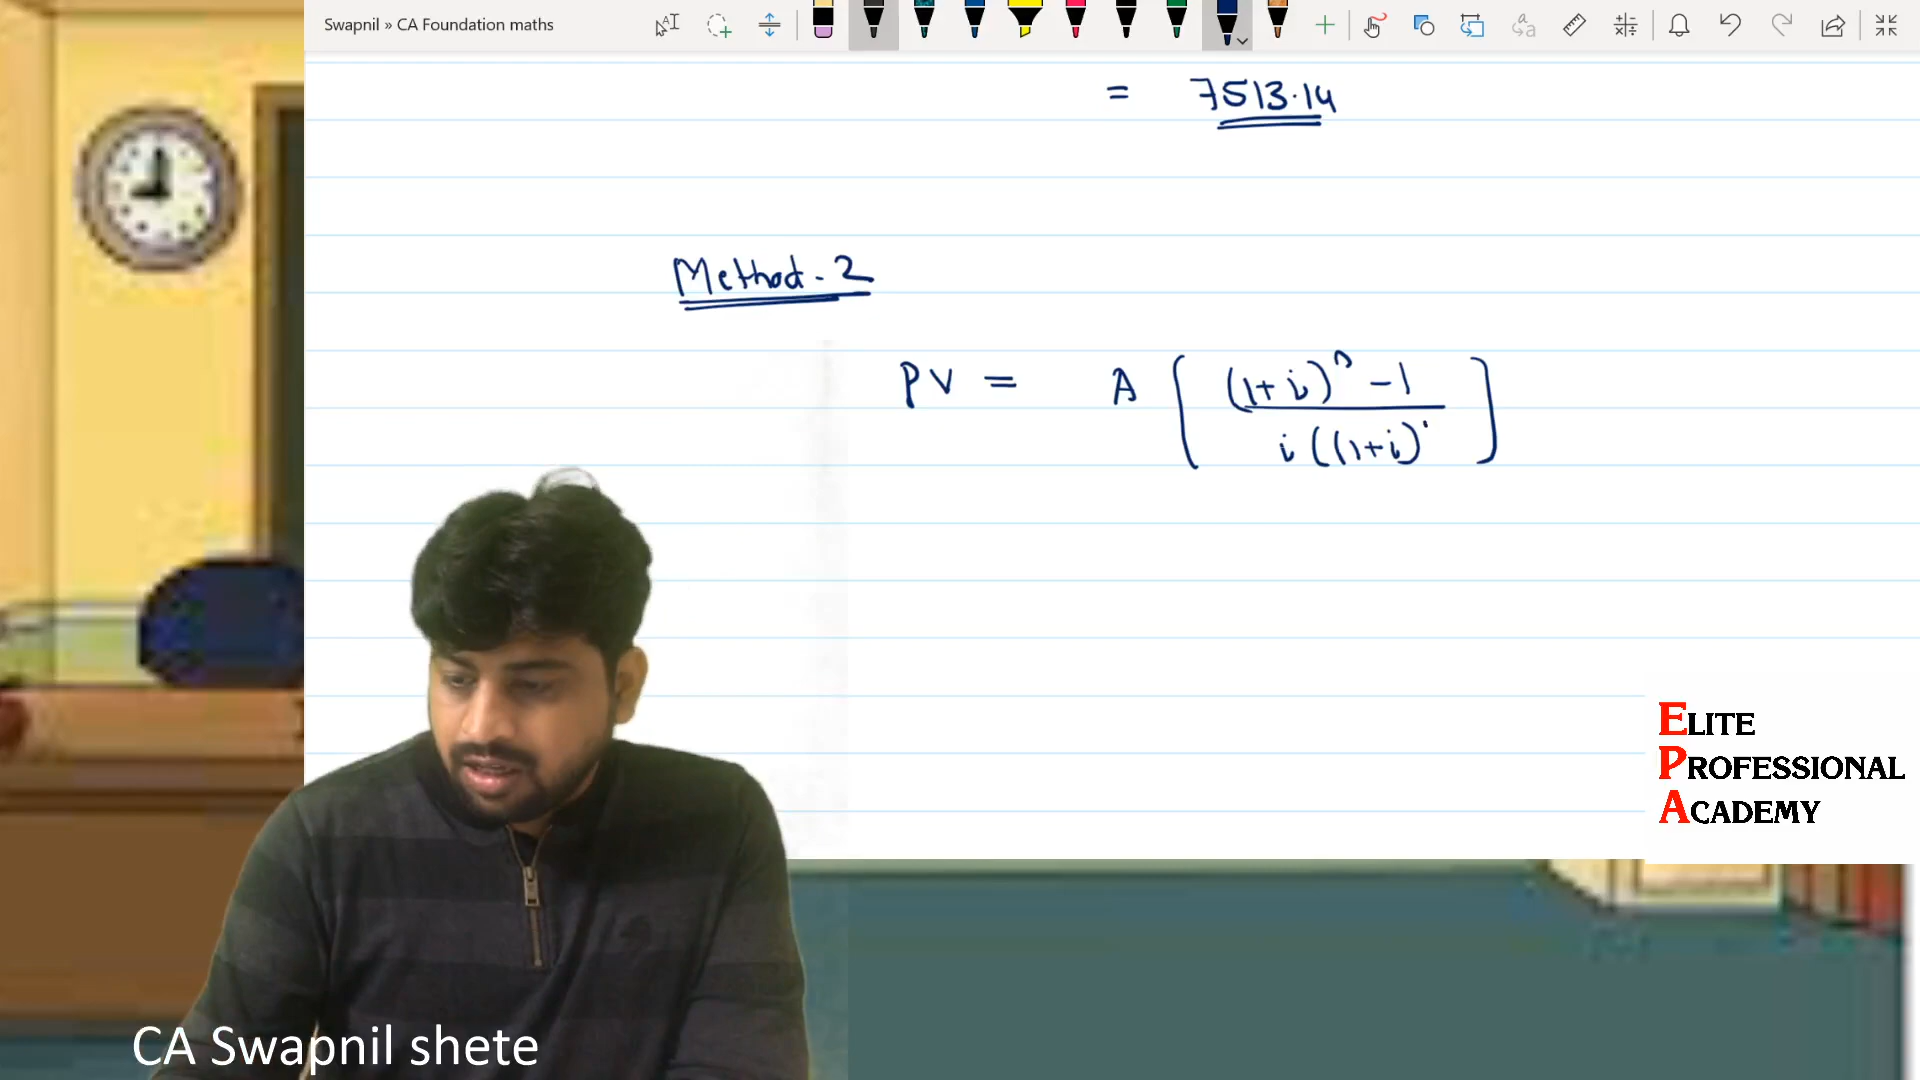 Swapnil » CA Foundation maths
= 7513.14
Method-2
PV = A [ (1+i)^n - 1 / i ((1+i) ]
ELITE
PROFESSIONAL
ACADEMY
CA Swapnil shete